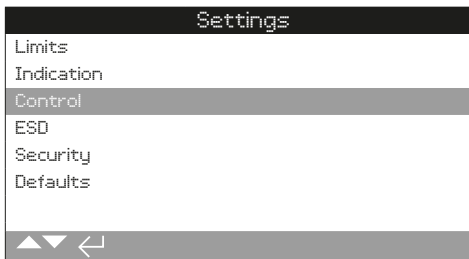 Settings
Limits
Indication
Control
ESD
Security
Defaults